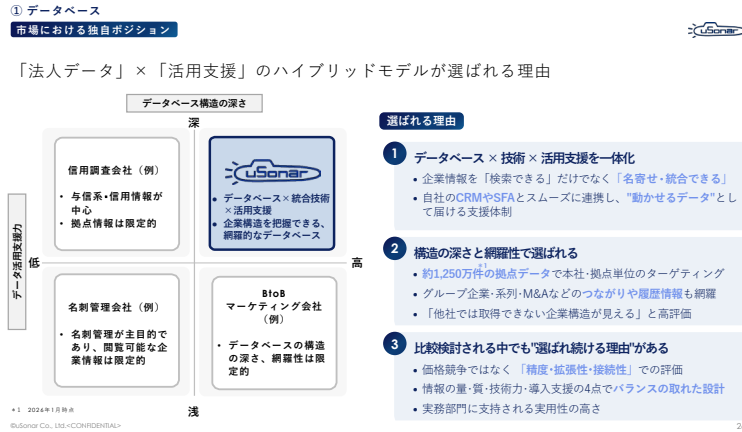 ① データベース
市場における独自ポジション
uSonar
「法人データ」×「活用支援」のハイブリッドモデルが選ばれる理由
データベース構造の深さ
深
データ活用支援力
低
高
浅
信用調査会社（例）
• 与信系・信用情報が
中心
• 拠点情報は限定的
uSonar
• データベース×統合技術
×活用支援
• 企業構造を把握できる、
網羅的なデータベース
名刺管理会社（例）
• 名刺管理が主目的で
あり、閲覧可能な企
業情報は限定的
BtoB
マーケティング会社
（例）
• データベースの構造
の深さ、網羅性は限
定的
選ばれる理由
1 データベース × 技術 × 活用支援を一体化
• 企業情報を「検索できる」だけでなく「名寄せ・統合できる」
• 自社のCRMやSFAとスムーズに連携し、"動かせるデータ"とし
て届ける支援体制
2 構造の深さと網羅性で選ばれる
• 約1,250万件の拠点データで本社・拠点単位のターゲティング
＊1
• グループ企業・系列・M&Aなどのつながりや履歴情報も網羅
• 「他社では取得できない企業構造が見える」と高評価
3 比較検討される中でも"選ばれ続ける理由"がある
• 価格競争ではなく「精度・拡張性・接続性」での評価
• 情報の量・質・技術力・導入支援の4点でバランスの取れた設計
• 実務部門に支持される実用性の高さ
＊1 2026年1月時点
©uSonar Co., Ltd.<CONFIDENTIAL>